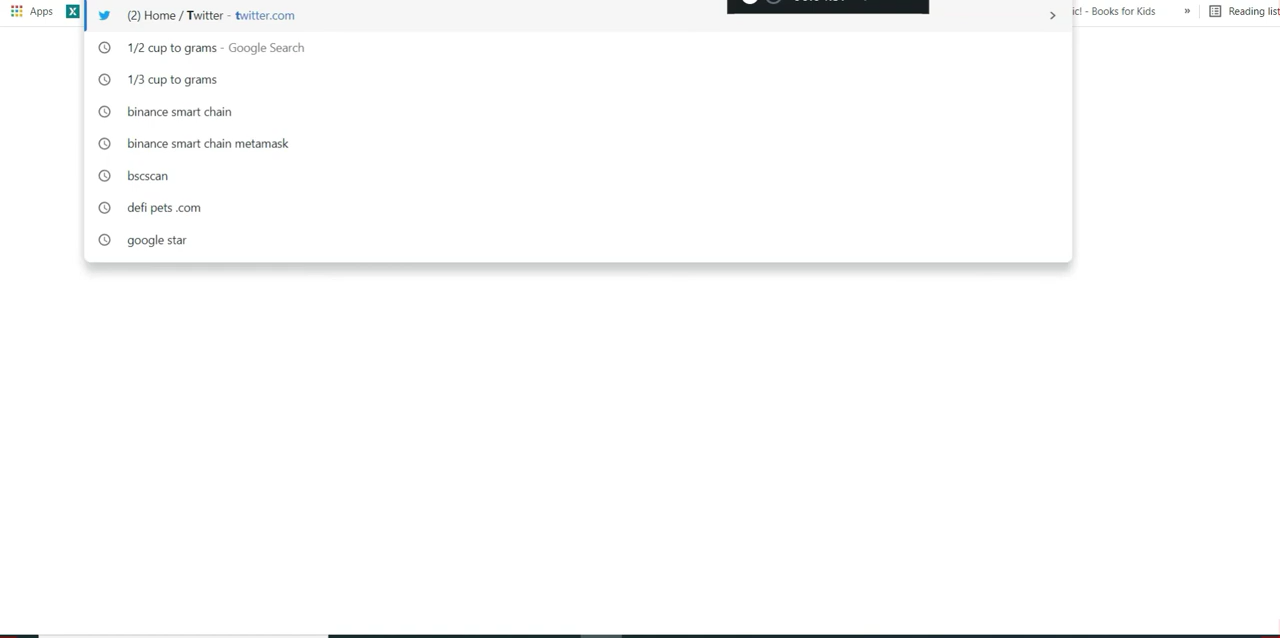 Apps
X
(2) Home / Twitter - twitter.com
ic! - Books for Kids
»
Reading list
1/2 cup to grams - Google Search
1/3 cup to grams
binance smart chain
binance smart chain metamask
bscscan
defi pets .com
google star